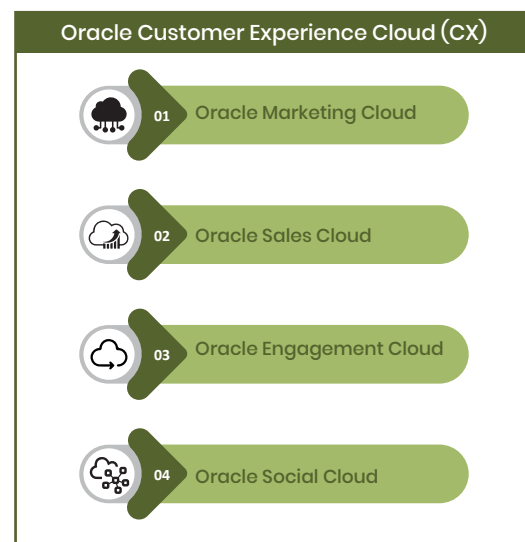 Oracle Customer Experience Cloud (CX)
01 Oracle Marketing Cloud
02 Oracle Sales Cloud
03 Oracle Engagement Cloud
04 Oracle Social Cloud